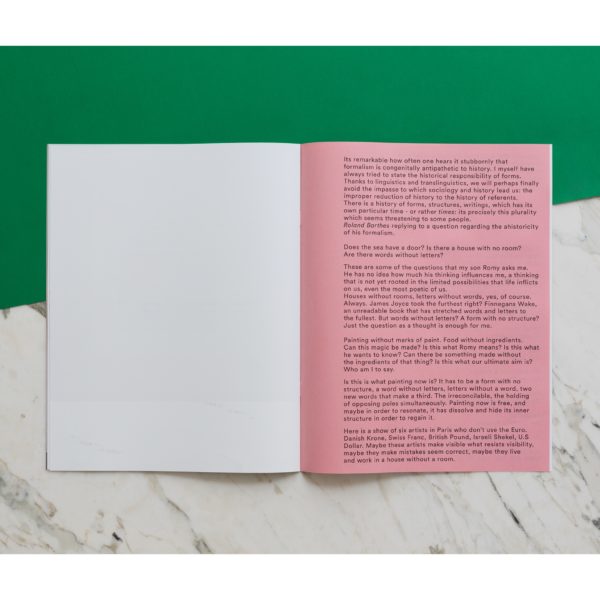 Its remarkable how often one hears it stubbornly that
formalism is congenitally antipathetic to history. I myself have
always tried to state the historical responsibility of forms.
Thanks to linguistics and translinguistics, we will perhaps finally
avoid the impasse to which sociology and history lead us: the
improper reduction of history to the history of referents.
There is a history of forms, structures, writings, which has its
own particular time - or rather times: its precisely this plurality
which seems threatening to some people.
Roland Barthes replying to a question regarding the ahistoricity
of his formalism.
Does the sea have a door? Is there a house with no room?
Are there words without letters?
These are some of the questions that my son Romy asks me.
He has no idea how much his thinking influences me, a thinking
that is not yet rooted in the limited possibilities that life inflicts
on us, even the most poetic of us.
Houses without rooms, letters without words, yes, of course.
Always. James Joyce took the furthest right? Finnegans Wake,
an unreadable book that has stretched words and letters to
the fullest. But words without letters? A form with no structure?
Just the question as a thought is enough for me.
Painting without marks of paint. Food without ingredients.
Can this magic be made? Is this what Romy means? Is this what
he wants to know? Can there be something made without
the ingredients of that thing? Is this what our ultimate aim is?
Who am I to say.
Is this is what painting now is? It has to be a form with no
structure, a word without letters, letters without a word, two
new words that make a third. The irreconcilable, the holding
of opposing poles simultaneously. Painting now is free, and
maybe in order to resonate, it has dissolve and hide its inner
structure in order to regain it.
Here is a show of six artists in Paris who don't use the Euro.
Danish Krone, Swiss Franc, British Pound, Israeli Shekel, U.S
Dollar. Maybe these artists make visible what resists visibility,
maybe they make mistakes seem correct, maybe they live
and work in a house without a room.